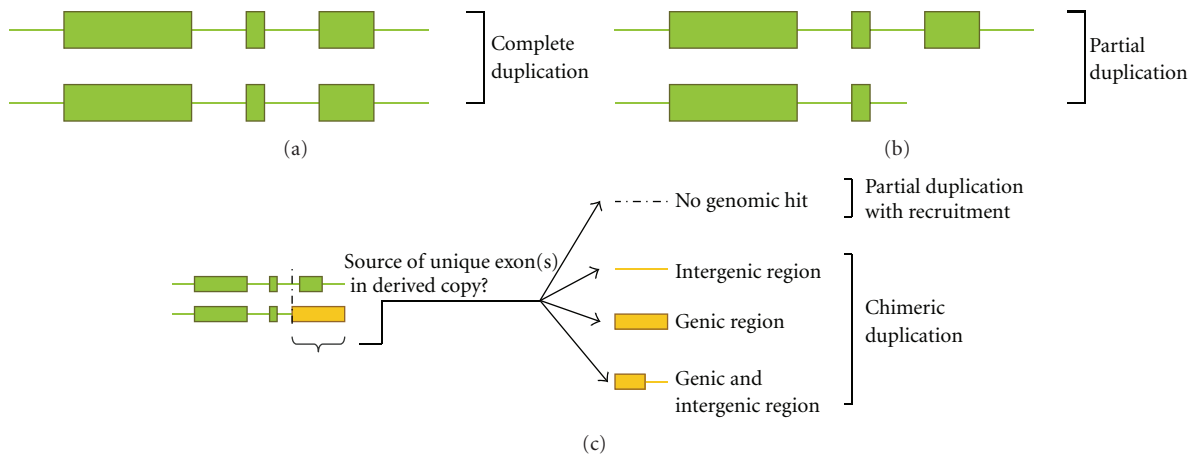 Complete
duplication
(a)
Partial
duplication
(b)
Source of unique exon(s)
in derived copy?
No genomic hit
Partial duplication
with recruitment
Intergenic region
Genic region
Genic and
intergenic region
Chimeric
duplication
(c)